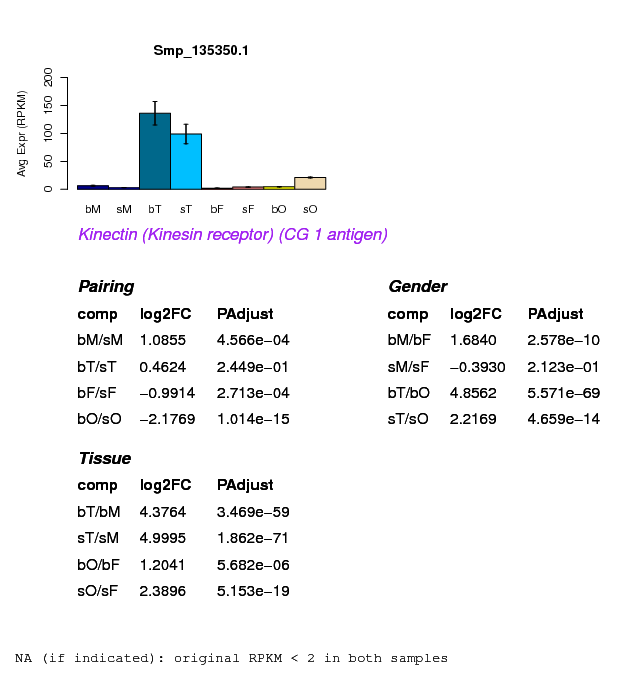 Smp_135350.1
Avg Expr (RPKM)
0 50 100 150 200
bM sM bT sT bF sF bO sO
Kinectin (Kinesin receptor) (CG 1 antigen)
Pairing
comp log2FC PAdjust
bM/sM 1.0855 4.566e−04
bT/sT 0.4624 2.449e−01
bF/sF −0.9914 2.713e−04
bO/sO −2.1769 1.014e−15
Gender
comp log2FC PAdjust
bM/bF 1.6840 2.578e−10
sM/sF −0.3930 2.123e−01
bT/bO 4.8562 5.571e−69
sT/sO 2.2169 4.659e−14
Tissue
comp log2FC PAdjust
bT/bM 4.3764 3.469e−59
sT/sM 4.9995 1.862e−71
bO/bF 1.2041 5.682e−06
sO/sF 2.3896 5.153e−19
NA (if indicated): original RPKM < 2 in both samples